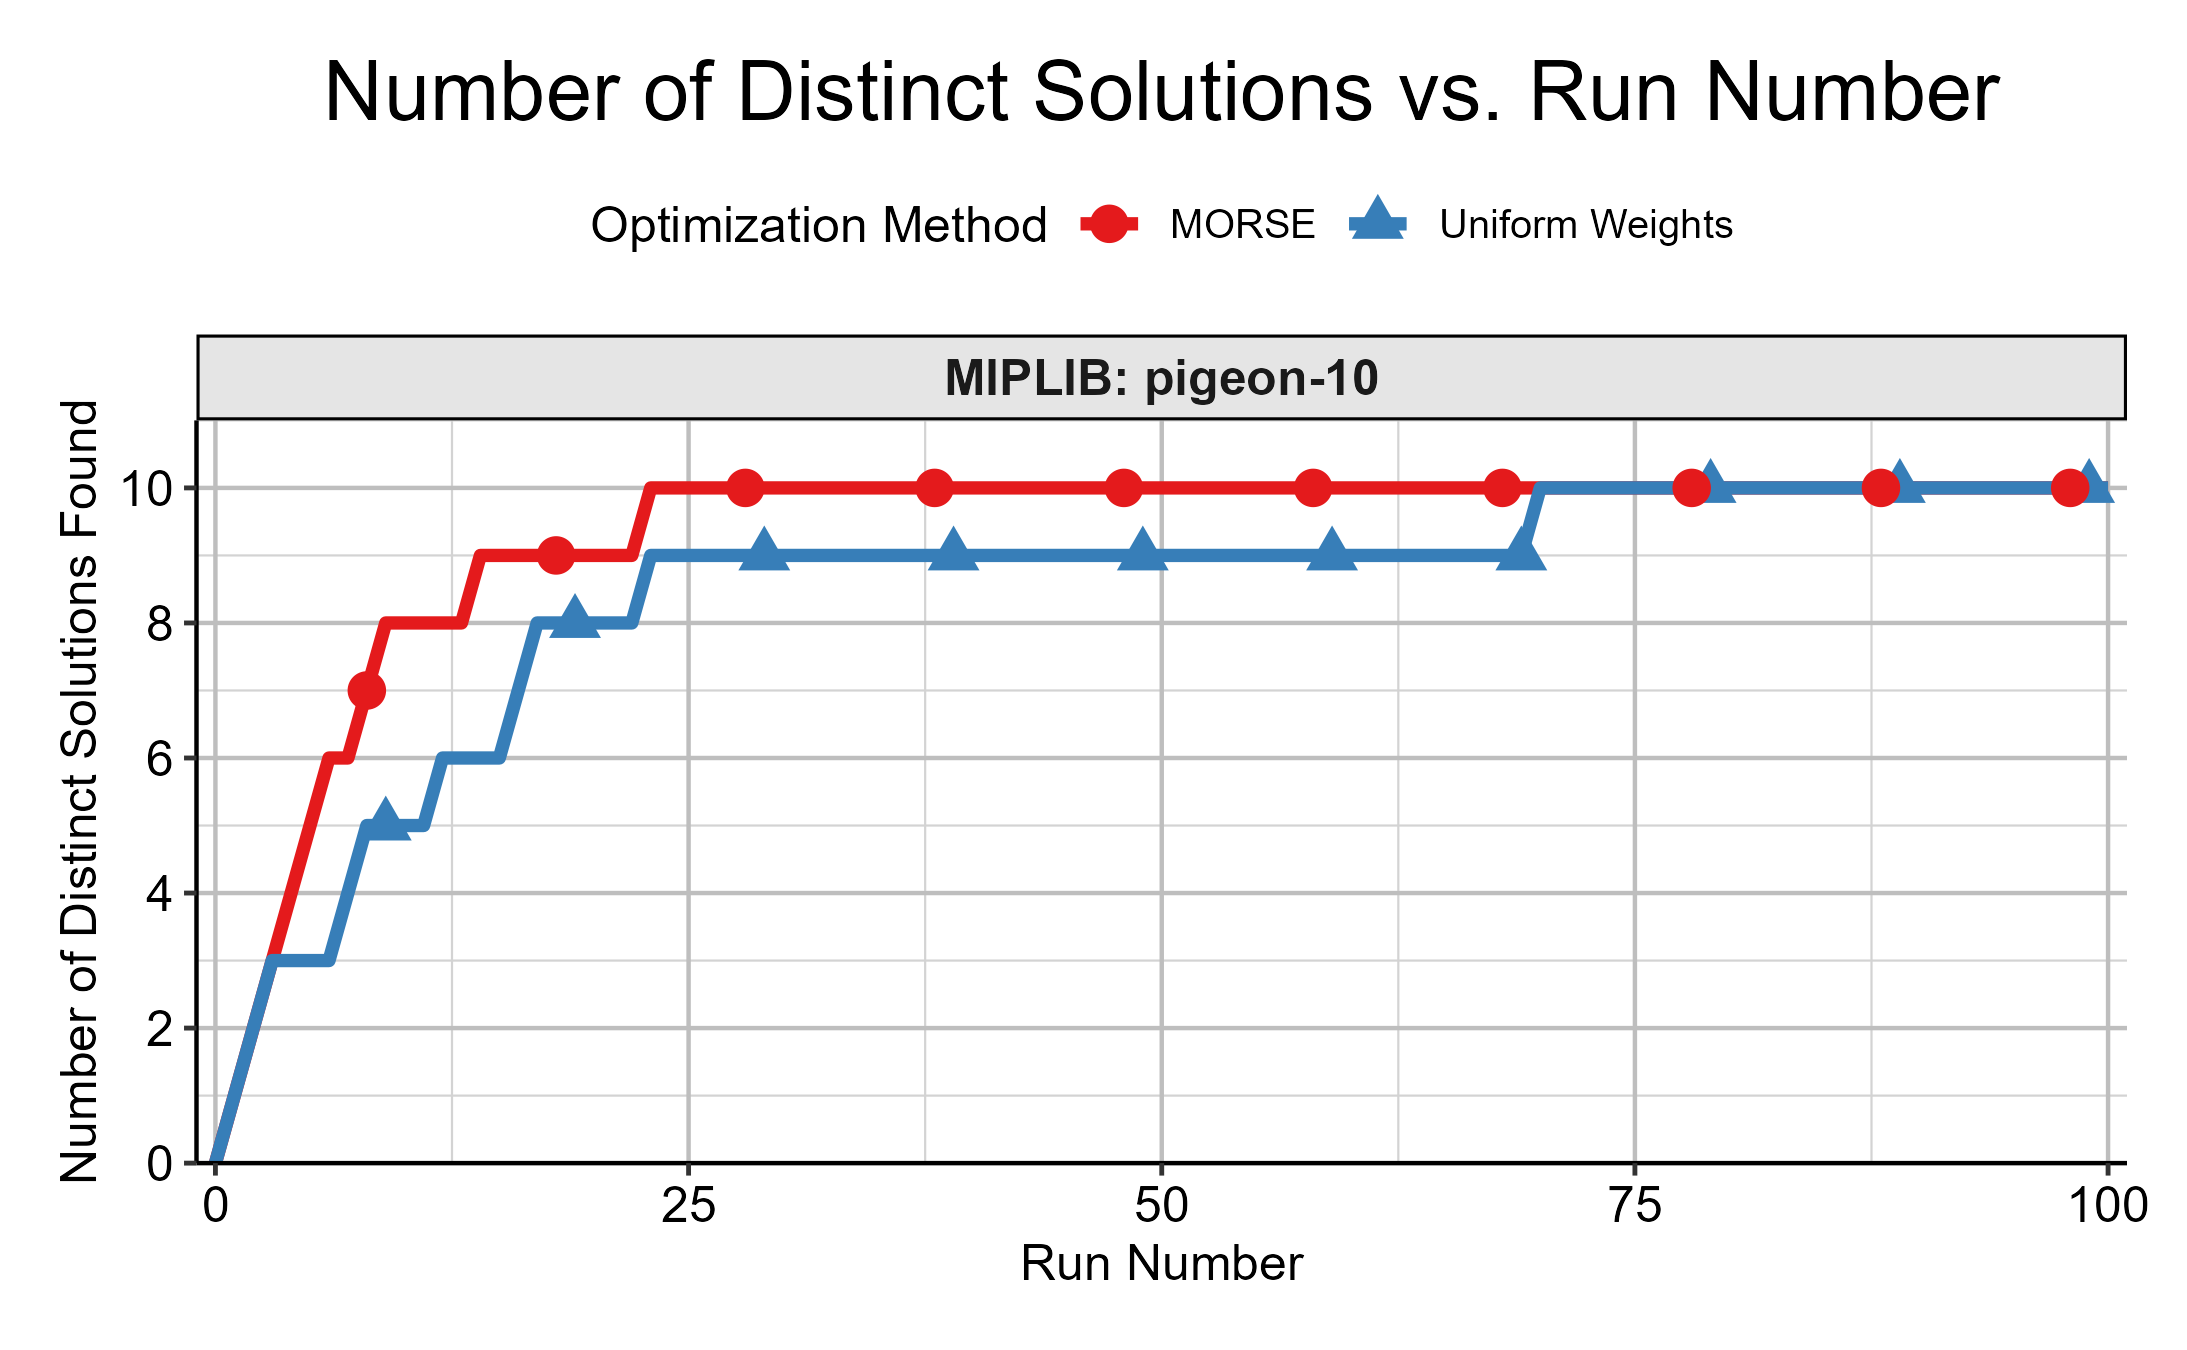 Number of Distinct Solutions vs. Run Number
Optimization Method MORSE Uniform Weights
MIPLIB: pigeon-10
Number of Distinct Solutions Found
10
8
6
4
2
0
0 25 50 75 100
Run Number